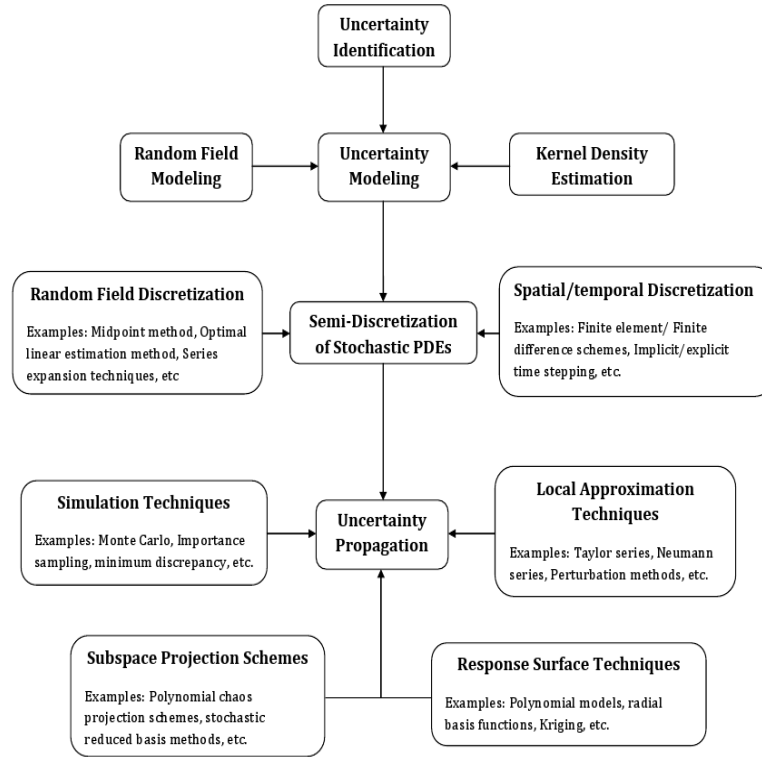 Uncertainty
Identification
Random Field
Modeling
Uncertainty
Modeling
Kernel Density
Estimation
Random Field Discretization
Examples: Midpoint method, Optimal
linear estimation method, Series
expansion techniques, etc
Semi-Discretization
of Stochastic PDEs
Spatial/temporal Discretization
Examples: Finite element/ Finite
difference schemes, Implicit/explicit
time stepping, etc.
Simulation Techniques
Examples: Monte Carlo, Importance
sampling, minimum discrepancy, etc.
Uncertainty
Propagation
Local Approximation
Techniques
Examples: Taylor series, Neumann
series, Perturbation methods, etc.
Subspace Projection Schemes
Examples: Polynomial chaos
projection schemes, stochastic
reduced basis methods, etc.
Response Surface Techniques
Examples: Polynomial models, radial
basis functions, Kriging, etc.